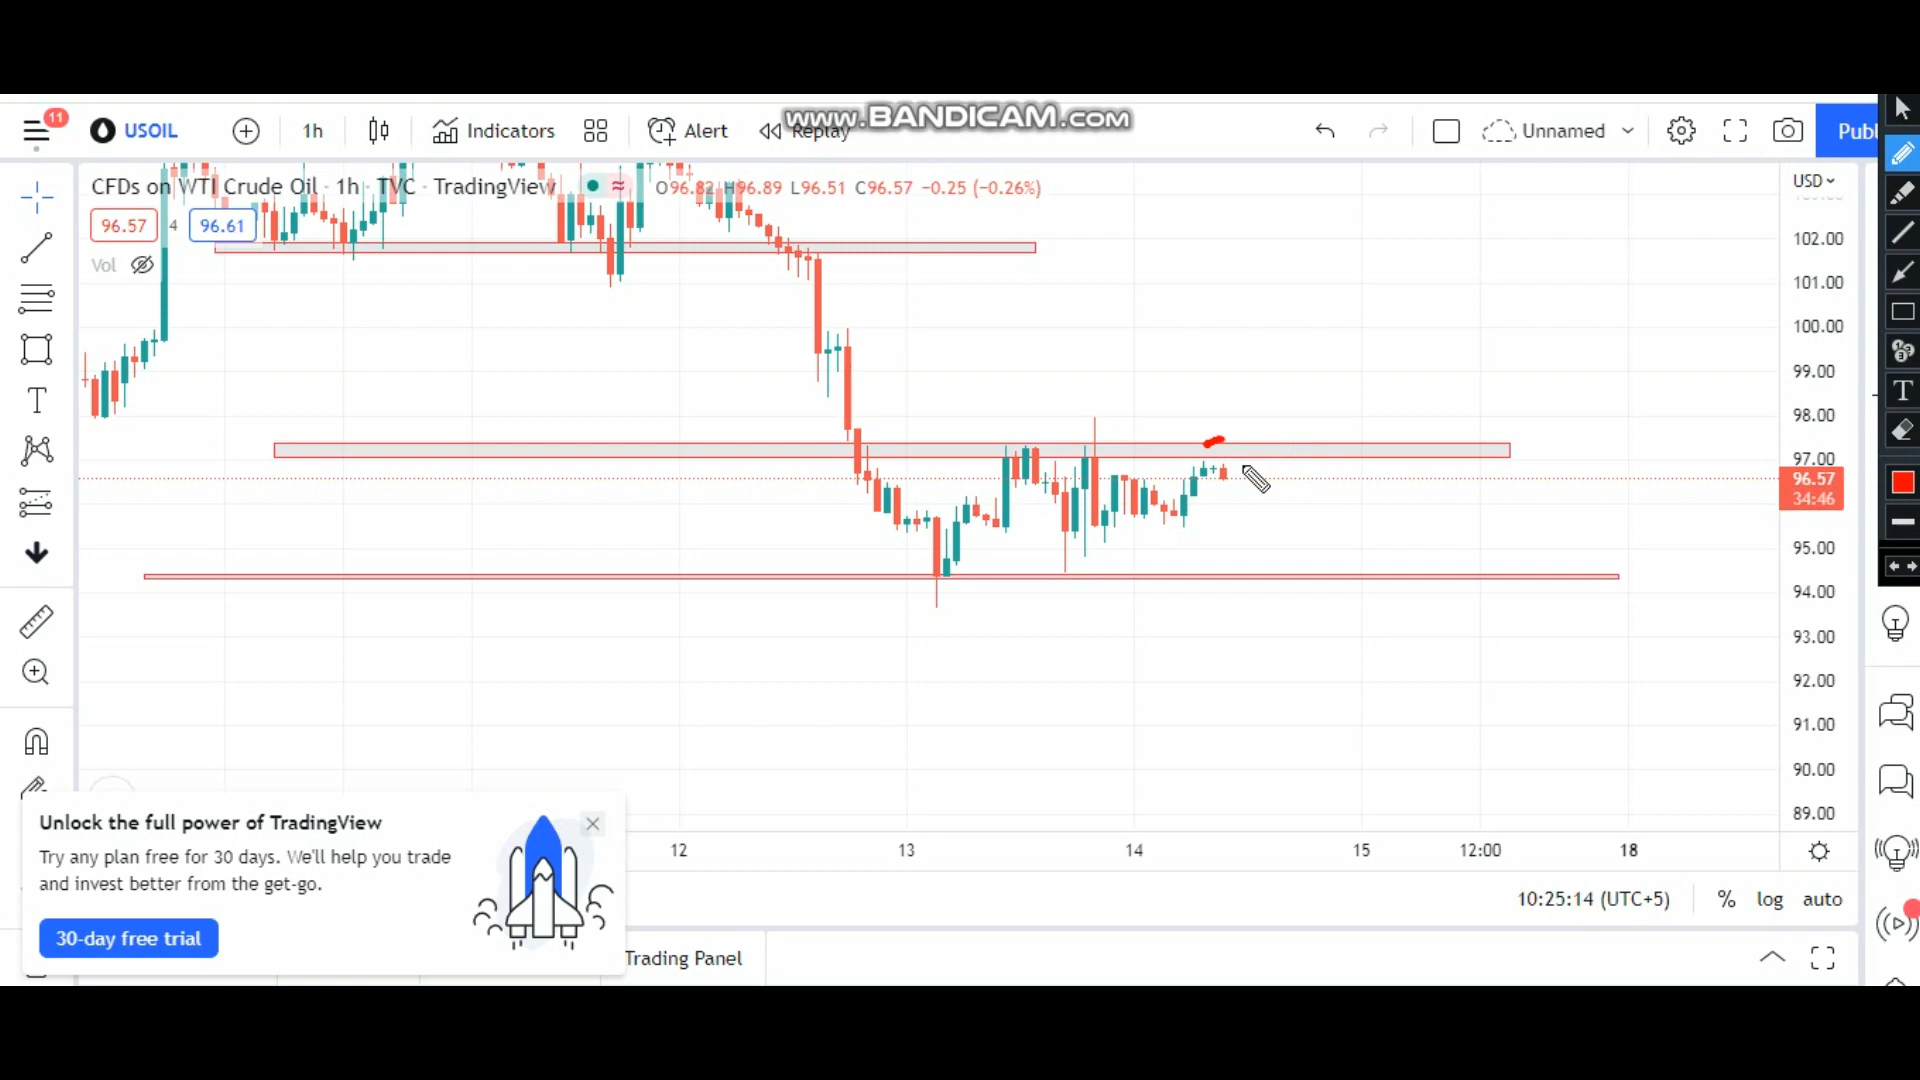 www.BANDICAM.com
11
USOIL
1h
Indicators
Alert
Replay
Unnamed
Publ
CFDs on WTI Crude Oil · 1h · TVC · TradingView
O96.82 H96.89 L96.51 C96.57 −0.25 (−0.26%)
USD
96.57
4
96.61
Vol
102.00
101.00
100.00
99.00
98.00
97.00
96.57
34:46
95.00
94.00
93.00
92.00
91.00
90.00
89.00
T
T
Unlock the full power of TradingView
Try any plan free for 30 days. We'll help you trade
and invest better from the get-go.
30-day free trial
12
13
14
15
12:00
18
10:25:14 (UTC+5)
%
log
auto
Trading Panel